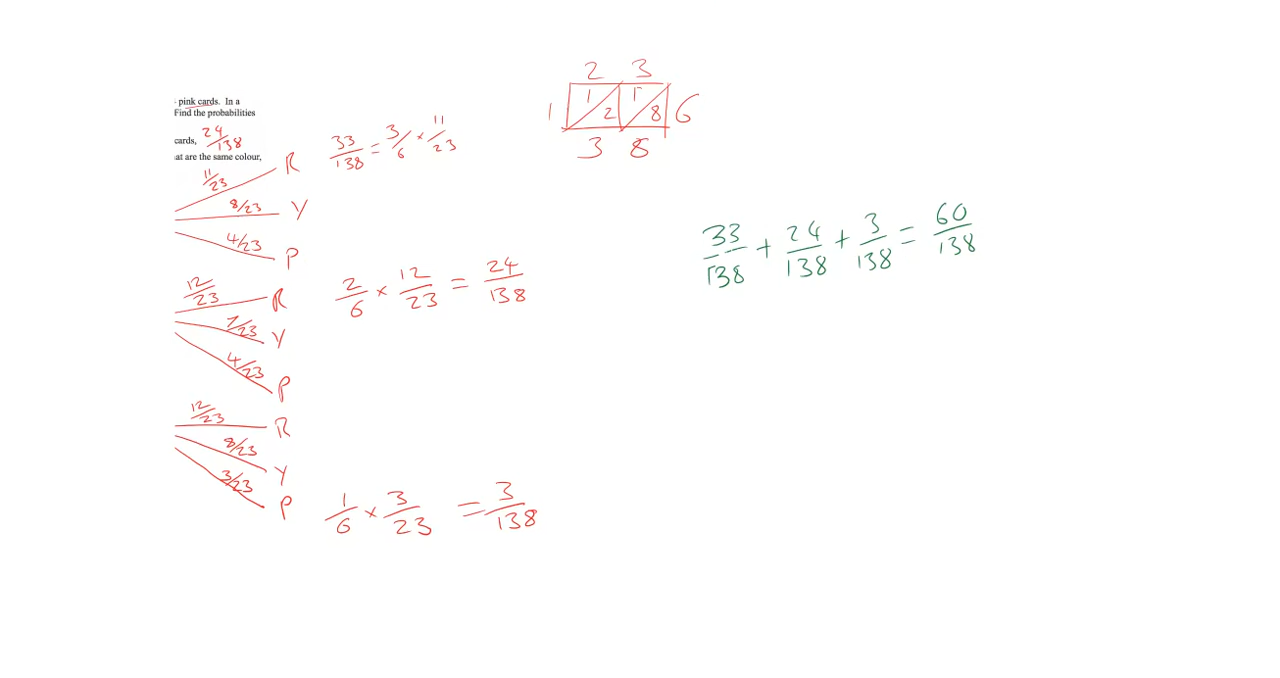 2 3
- pink cards. In a
Find the probabilities
1 1 2 1 8 6
cards, 24/138
33/138 = 3/6 × 11/23
3 8
at are the same colour,
11/23 R
8/23 Y
4/23 P
33/138 + 24/138 + 3/138 = 60/138
12/23 R
2/6 × 12/23 = 24/138
7/23 Y
4/23 P
12/23 R
8/23 Y
3/23 P
1/6 × 3/23 = 3/138